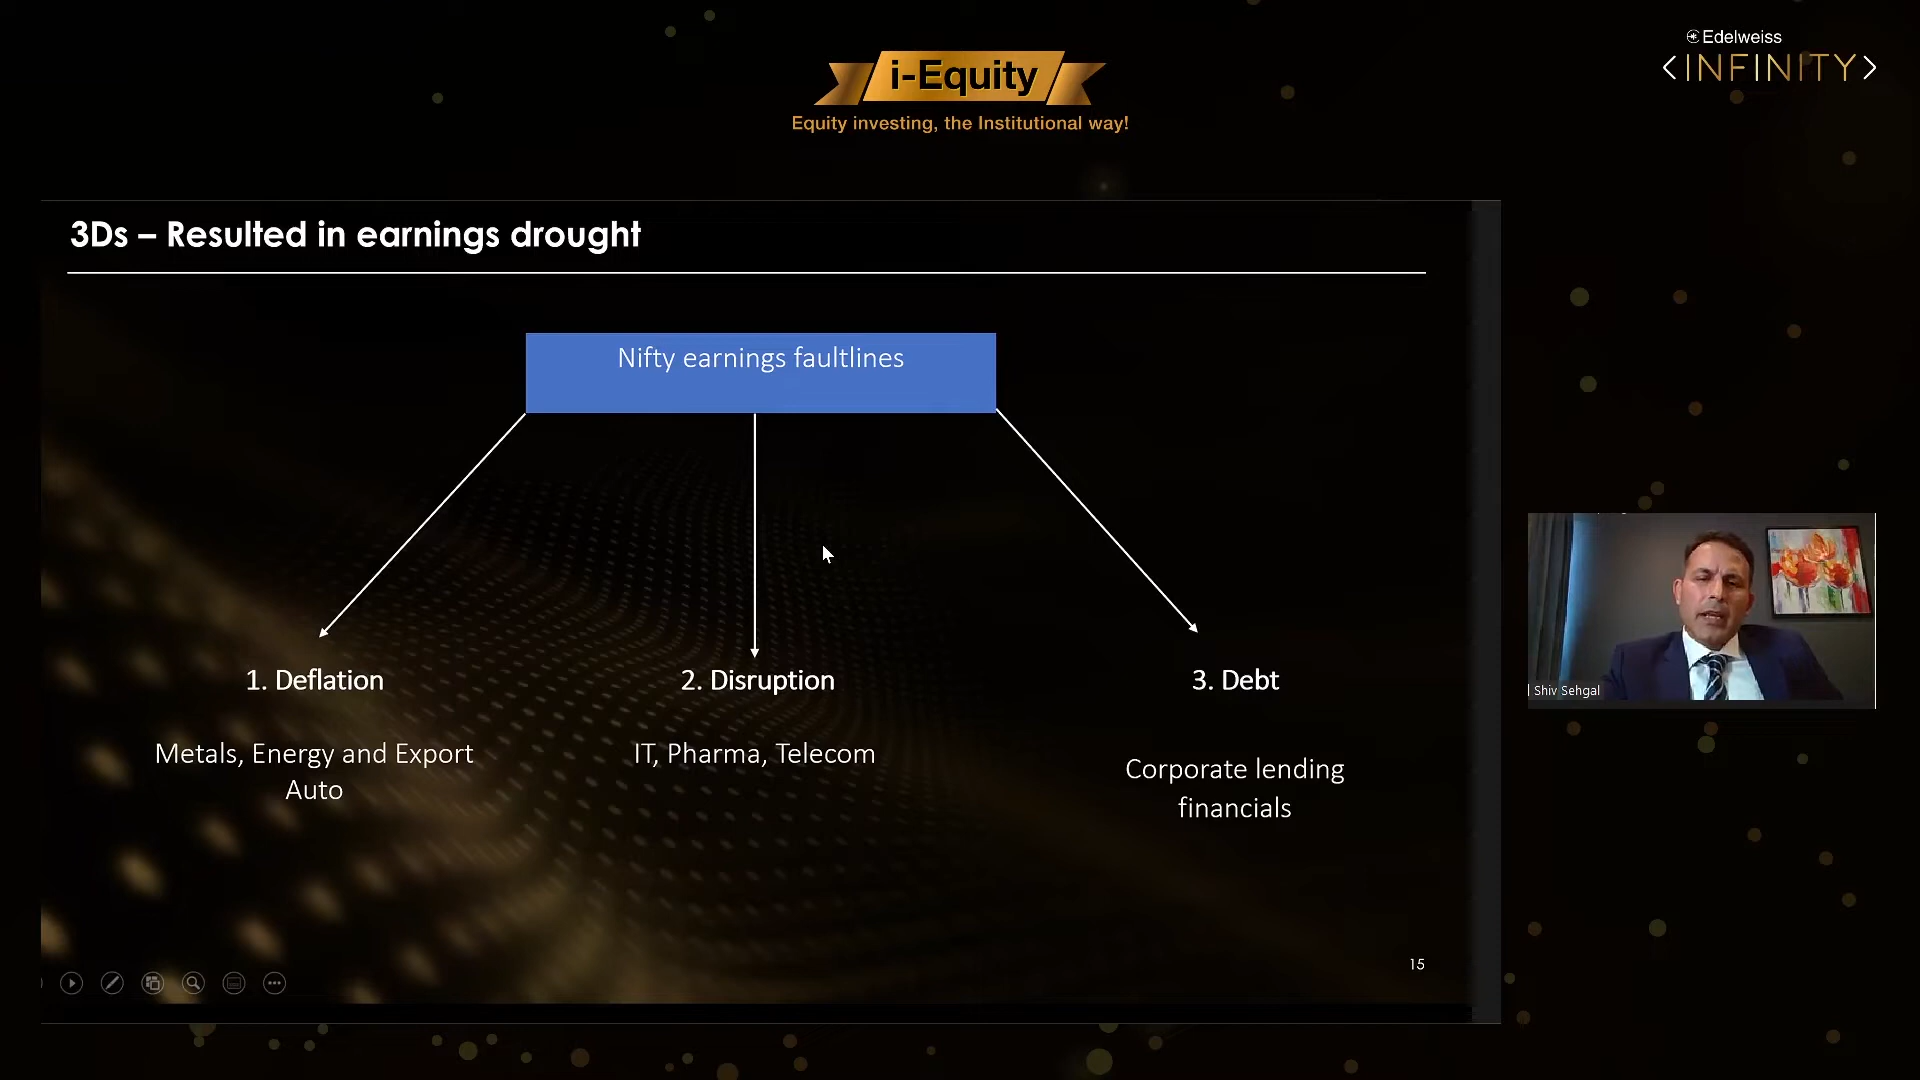 Edelweiss
<INFINITY>
i-Equity
Equity investing, the Institutional way!
3Ds – Resulted in earnings drought
Nifty earnings faultlines
1. Deflation
2. Disruption
3. Debt
Metals, Energy and Export
Auto
IT, Pharma, Telecom
Corporate lending
financials
Shiv Sehgal
15